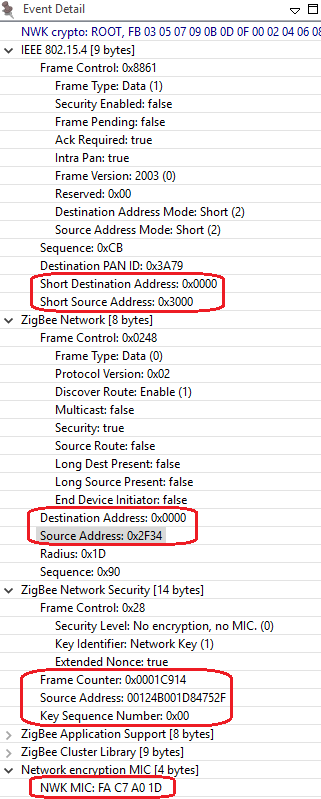 Event Detail
NWK crypto: ROOT, FB 03 05 07 09 0B 0D 0F 00 02 04 06 08
IEEE 802.15.4 [9 bytes]
Frame Control: 0x8861
Frame Type: Data (1)
Security Enabled: false
Frame Pending: false
Ack Required: true
Intra Pan: true
Frame Version: 2003 (0)
Reserved: 0x00
Destination Address Mode: Short (2)
Source Address Mode: Short (2)
Sequence: 0xCB
Destination PAN ID: 0x3A79
Short Destination Address: 0x0000
Short Source Address: 0x3000
ZigBee Network [8 bytes]
Frame Control: 0x0248
Frame Type: Data (0)
Protocol Version: 0x02
Discover Route: Enable (1)
Multicast: false
Security: true
Source Route: false
Long Dest Present: false
Long Source Present: false
End Device Initiator: false
Destination Address: 0x0000
Source Address: 0x2F34
Radius: 0x1D
Sequence: 0x90
ZigBee Network Security [14 bytes]
Frame Control: 0x28
Security Level: No encryption, no MIC. (0)
Key Identifier: Network Key (1)
Extended Nonce: true
Frame Counter: 0x0001C914
Source Address: 00124B001D84752F
Key Sequence Number: 0x00
ZigBee Application Support [8 bytes]
ZigBee Cluster Library [9 bytes]
Network encryption MIC [4 bytes]
NWK MIC: FA C7 A0 1D